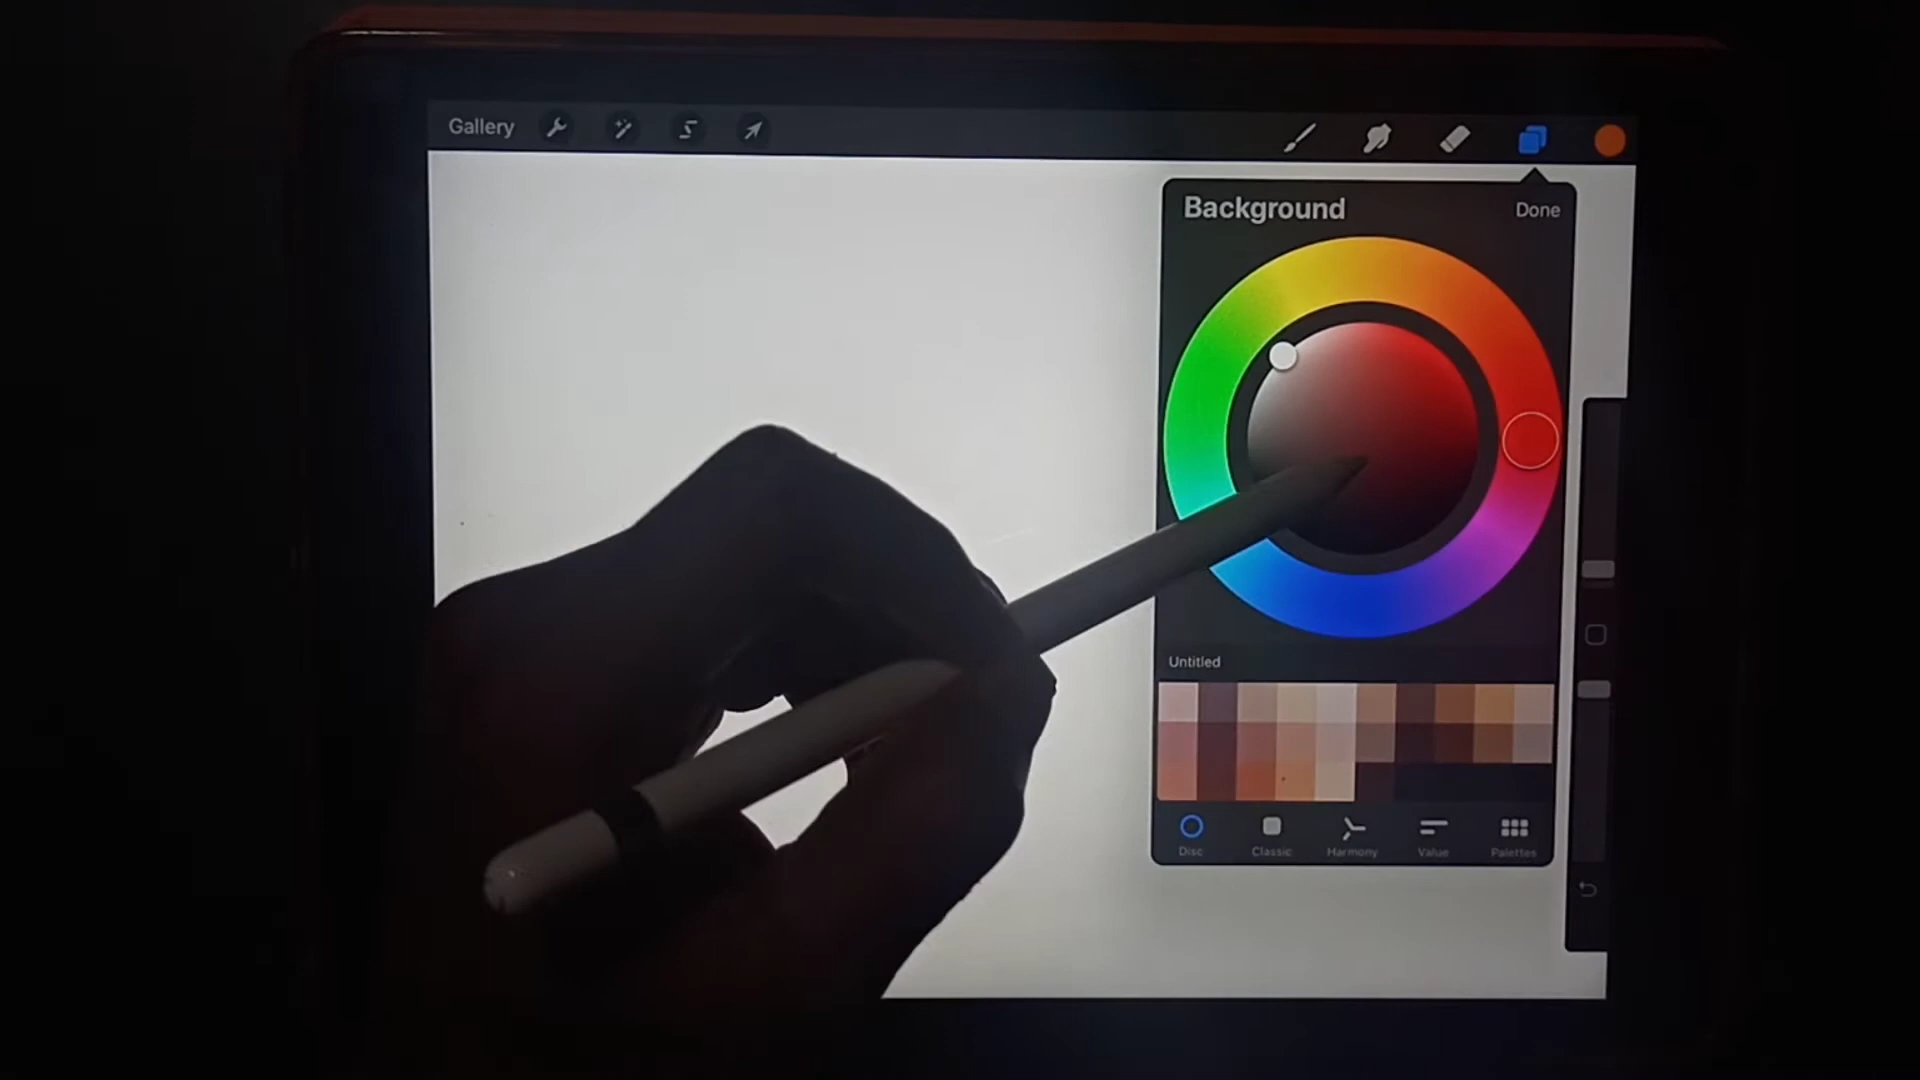 Gallery
Background
Done
Untitled
Disc
Classic
Harmony
Value
Palettes